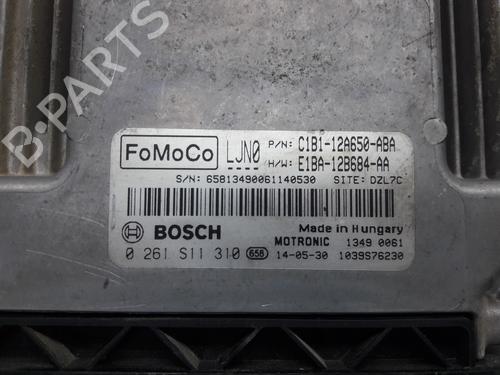 B-PARTS
FoMoCo LJN0 P/N: C1B1-12A650-ABA
H/W: E1BA-12B684-AA
S/N: 65813490061140530 SITE: DZL7C
BOSCH Made in Hungary
MOTRONIC 1349 0061
0 261 S11 310 658 14-05-30 1039S76230